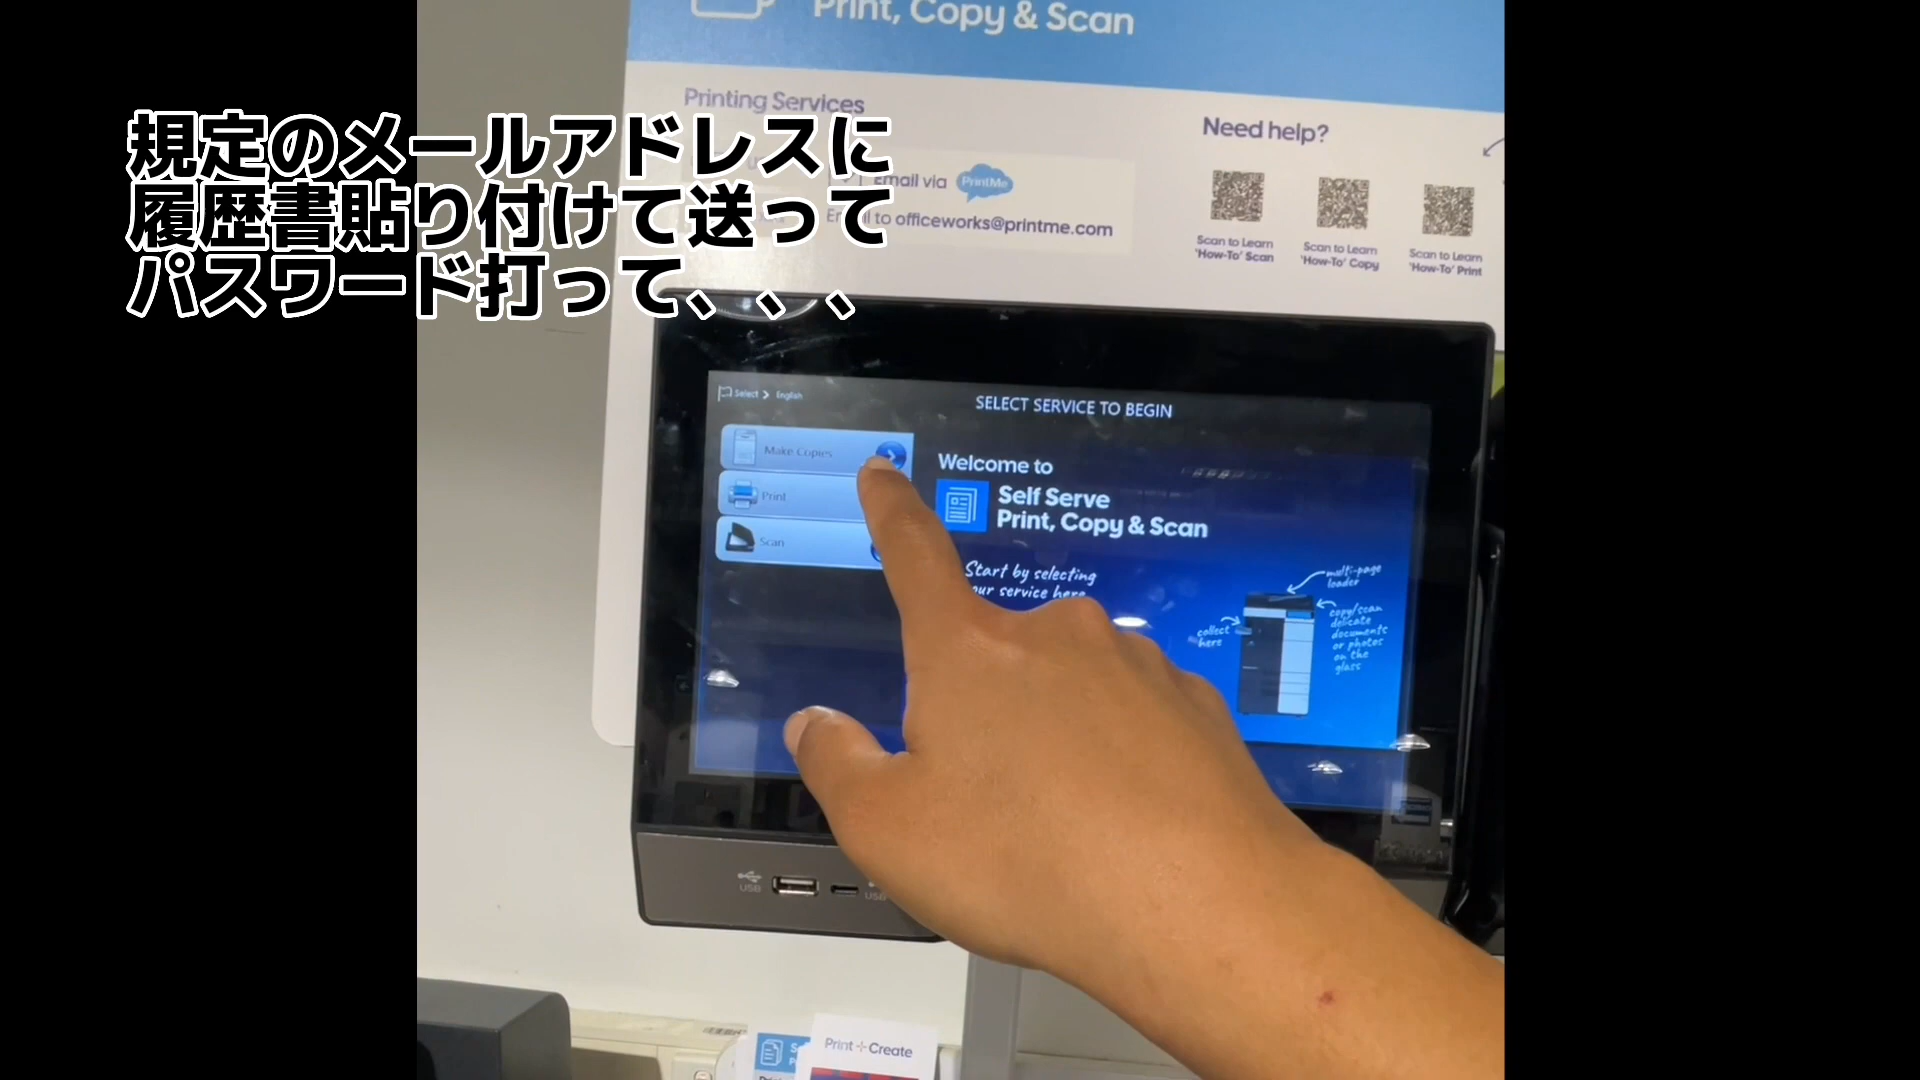 Print, Copy & Scan
Printing Services
Need help?
規定のメールアドレスに
履歴書貼り付けて送って
パスワード打って、、、
Email via PrintMe
officeworks@printme.com
Scan to Learn
'How-To' Scan
Scan to Learn
'How-To' Copy
Scan to Learn
'How-To' Print
Select > English
SELECT SERVICE TO BEGIN
Make Copies
Print
Scan
Welcome to
Self Serve
Print, Copy & Scan
Start by selecting
your service here
multi-page
loader
collect
here
copy/scan
delicate
documents
or photos
on the
glass
USB
USB
Print + Create